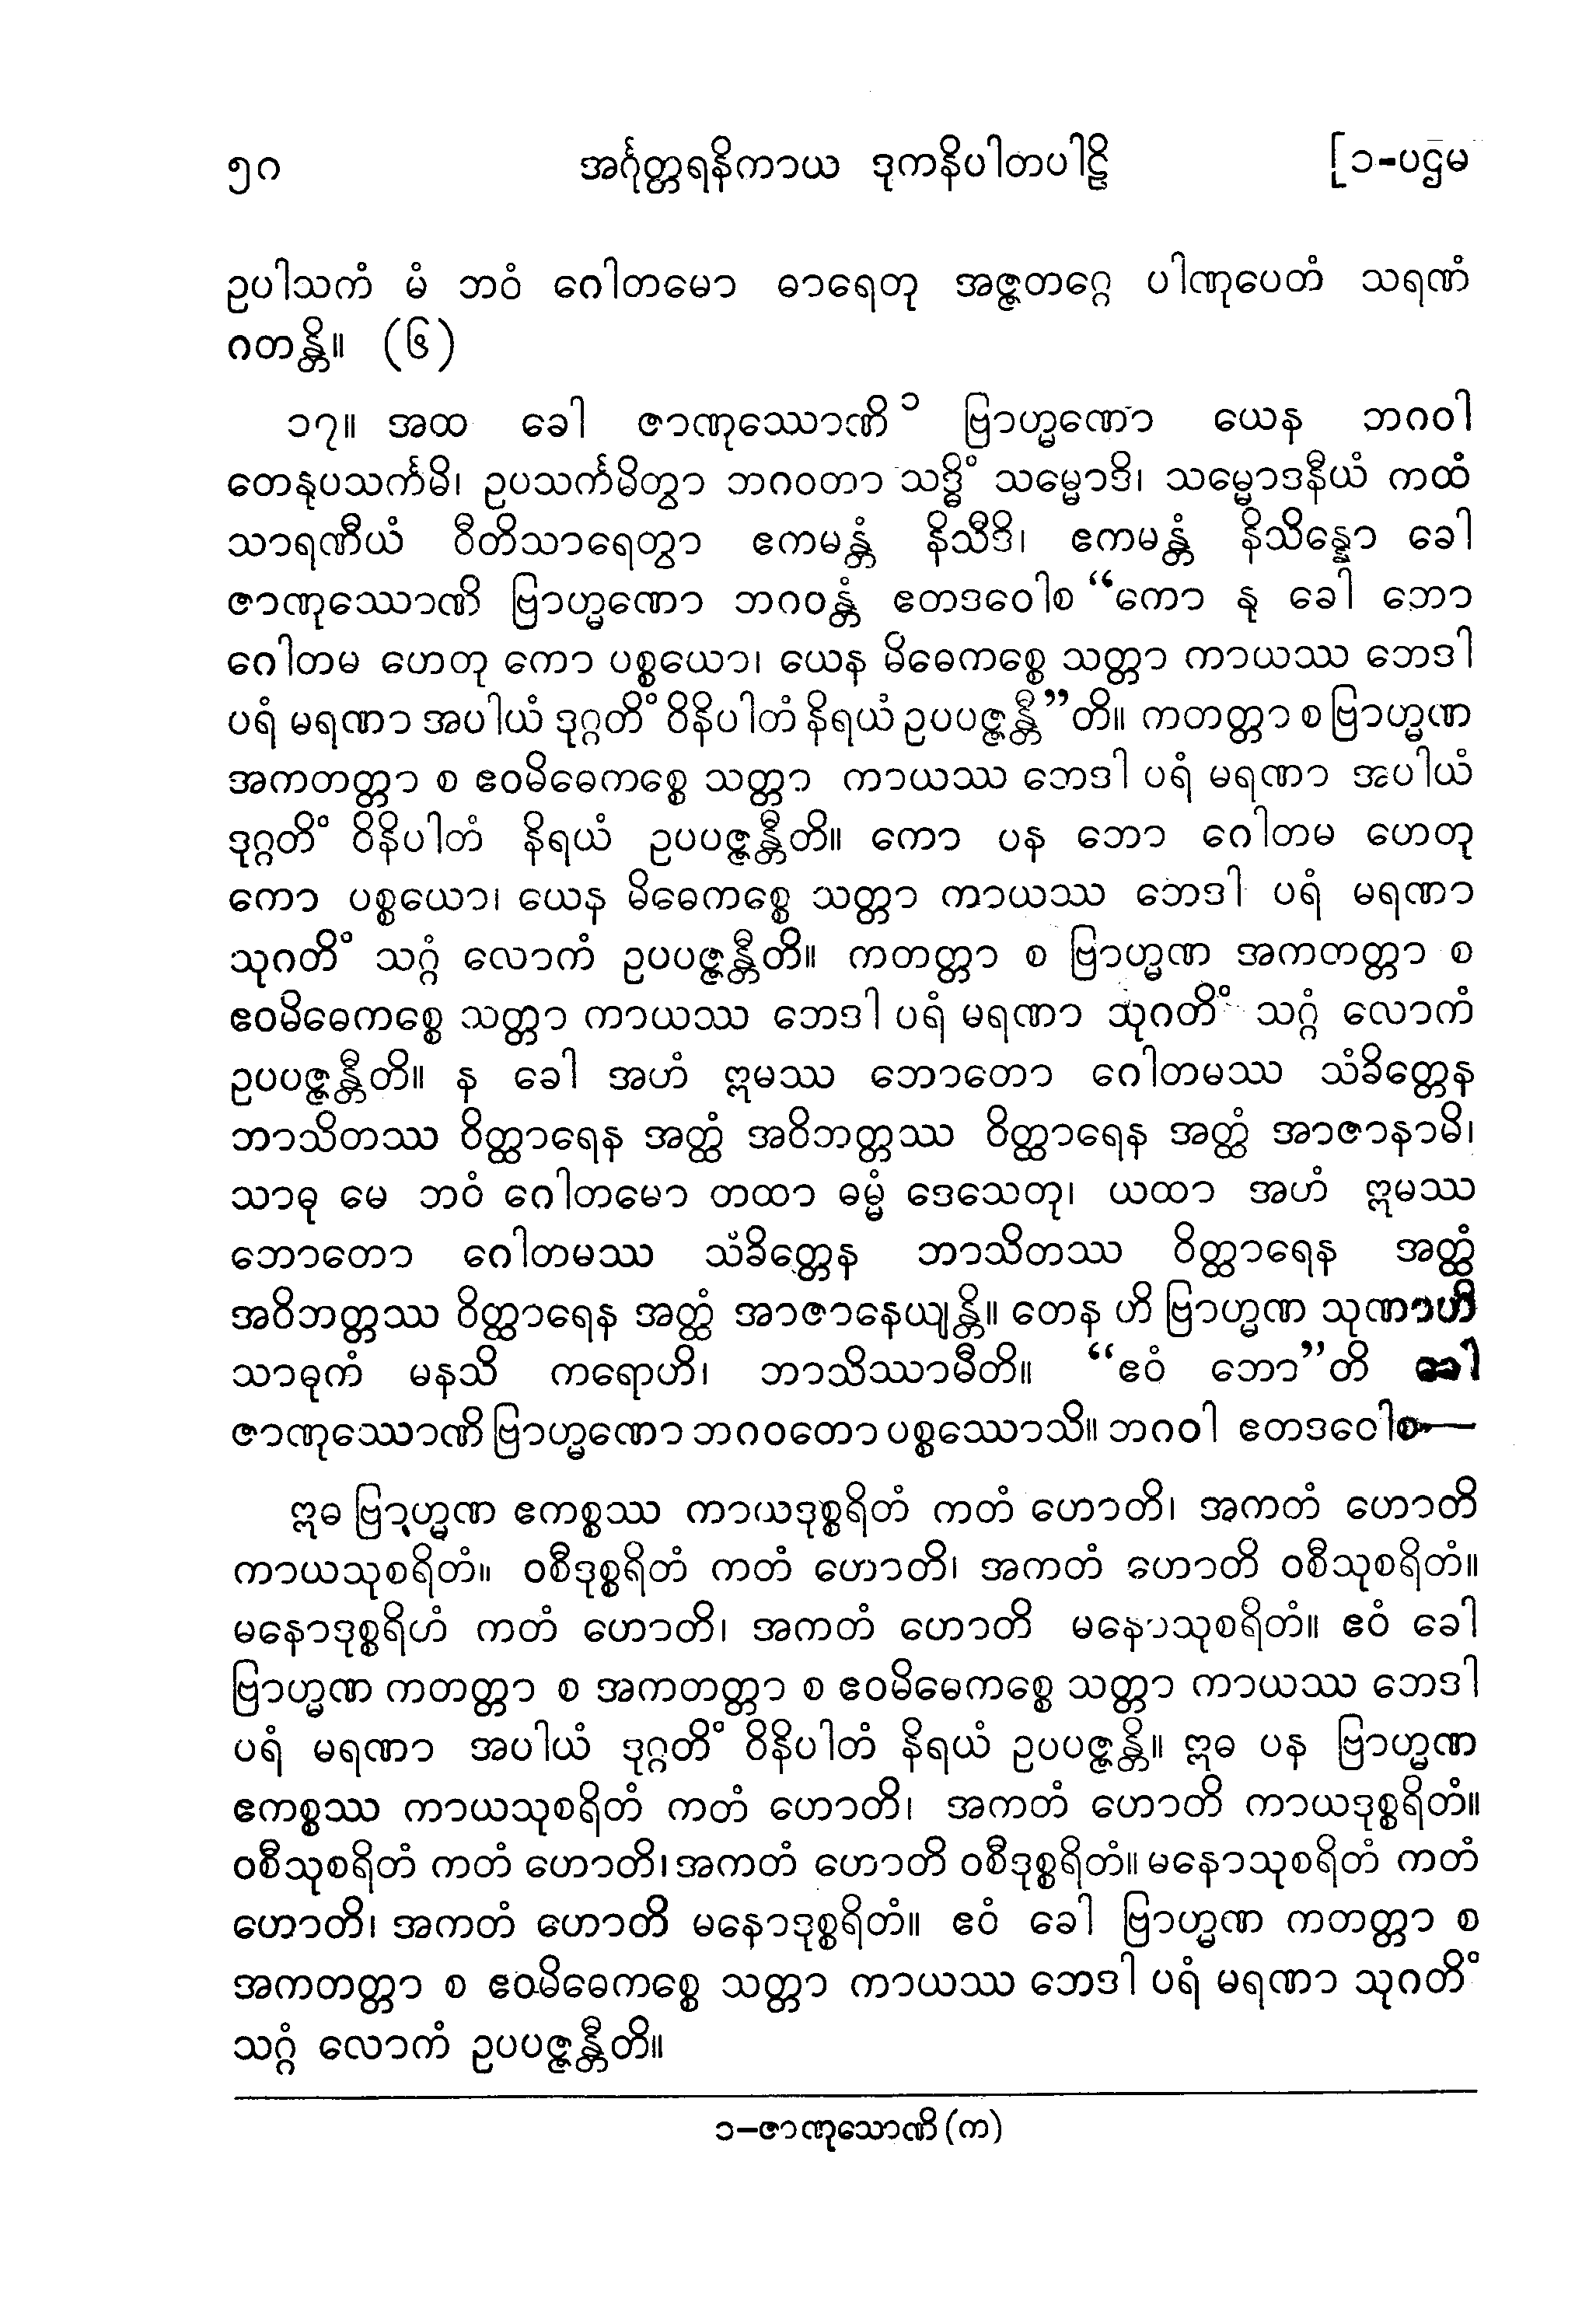 ၅၈ အင်္ဂုတ္တရနိကာယ ဒုကနိပါတပါဠိ [၁-ပဌမ
ဥပါသကံ မံ ဘဝံ ဂေါတမော ဓာရေတု အဇ္ဇတဂ္ဂေ ပါဏုပေတံ သရဏံ
ဂတန္တိ။ (၆)
၁၇။ အထ ခေါ ဇာဏုဿောဏိ ၁ ဗြာဟ္မဏော ယေန ဘဂဝါ
တေနုပသင်္ကမိ၊ ဥပသင်္ကမိတွာ ဘဂဝတာ သဒ္ဓိံ သမ္မောဒိ၊ သမ္မောဒနီယံ ကထံ
သာရဏီယံ ဝီတိသာရေတွာ ဧကမန္တံ နိသီဒိ၊ ဧကမန္တံ နိသိန္နော ခေါ
ဇာဏုဿောဏိ ဗြာဟ္မဏော ဘဂဝန္တံ ဧတဒဝေါစ “ကော နု ခေါ ဘော
ဂေါတမ ဟေတု ကော ပစ္စယော၊ ယေန မိဓေကစ္စေ သတ္တာ ကာယဿ ဘေဒါ
ပရံ မရဏာ အပါယံ ဒုဂ္ဂတိံ ဝိနိပါတံ နိရယံ ဥပပဇ္ဇန္တီ”တိ။ ကတတ္တာ စ ဗြာဟ္မဏ
အကတတ္တာ စ ဧဝမိဓေကစ္စေ သတ္တာ ကာယဿ ဘေဒါ ပရံ မရဏာ အပါယံ
ဒုဂ္ဂတိံ ဝိနိပါတံ နိရယံ ဥပပဇ္ဇန္တီတိ။ ကော ပန ဘော ဂေါတမ ဟေတု
ကော ပစ္စယော၊ ယေန မိဓေကစ္စေ သတ္တာ ကာယဿ ဘေဒါ ပရံ မရဏာ
သုဂတိံ သဂ္ဂံ လောကံ ဥပပဇ္ဇန္တီတိ။ ကတတ္တာ စ ဗြာဟ္မဏ အကတတ္တာ စ
ဧဝမိဓေကစ္စေ သတ္တာ ကာယဿ ဘေဒါ ပရံ မရဏာ သုဂတိံ သဂ္ဂံ လောကံ
ဥပပဇ္ဇန္တီတိ။ န ခေါ အဟံ ဣမဿ ဘောတော ဂေါတမဿ သံခိတ္တေန
ဘာသိတဿ ဝိတ္ထာရေန အတ္ထံ အဝိဘတ္တဿ ဝိတ္ထာရေန အတ္ထံ အာဇာနာမိ၊
သာဓု မေ ဘဝံ ဂေါတမော တထာ ဓမ္မံ ဒေသေတု၊ ယထာ အဟံ ဣမဿ
ဘောတော ဂေါတမဿ သံခိတ္တေန ဘာသိတဿ ဝိတ္ထာရေန အတ္ထံ
အဝိဘတ္တဿ ဝိတ္ထာရေန အတ္ထံ အာဇာနေယျန္တိ။ တေန ဟိ ဗြာဟ္မဏ သုဏာဟိ
သာဓုကံ မနသိ ကရောဟိ၊ ဘာသိဿာမီတိ။ “ဧဝံ ဘော”တိ ခေါ
ဇာဏုဿောဏိ ဗြာဟ္မဏော ဘဂဝတော ပစ္စဿောသိ။ ဘဂဝါ ဧတဒဝေါစ—
ဣဓ ဗြာဟ္မဏ ဧကစ္စဿ ကာယဒုစ္စရိတံ ကတံ ဟောတိ၊ အကတံ ဟောတိ
ကာယသုစရိတံ။ ဝစီဒုစ္စရိတံ ကတံ ဟောတိ၊ အကတံ ဟောတိ ဝစီသုစရိတံ။
မနောဒုစ္စရိဟံ ကတံ ဟောတိ၊ အကတံ ဟောတိ မနောသုစရိတံ။ ဧဝံ ခေါ
ဗြာဟ္မဏ ကတတ္တာ စ အကတတ္တာ စ ဧဝမိဓေကစ္စေ သတ္တာ ကာယဿ ဘေဒါ
ပရံ မရဏာ အပါယံ ဒုဂ္ဂတိံ ဝိနိပါတံ နိရယံ ဥပပဇ္ဇန္တိ။ ဣဓ ပန ဗြာဟ္မဏ
ဧကစ္စဿ ကာယသုစရိတံ ကတံ ဟောတိ၊ အကတံ ဟောတိ ကာယဒုစ္စရိတံ။
ဝစီသုစရိတံ ကတံ ဟောတိ၊ အကတံ ဟောတိ ဝစီဒုစ္စရိတံ။ မနောသုစရိတံ ကတံ
ဟောတိ၊ အကတံ ဟောတိ မနောဒုစ္စရိတံ။ ဧဝံ ခေါ ဗြာဟ္မဏ ကတတ္တာ စ
အကတတ္တာ စ ဧဝမိဓေကစ္စေ သတ္တာ ကာယဿ ဘေဒါ ပရံ မရဏာ သုဂတိံ
သဂ္ဂံ လောကံ ဥပပဇ္ဇန္တီတိ။
၁–ဇာဏုသောဏိ (က)